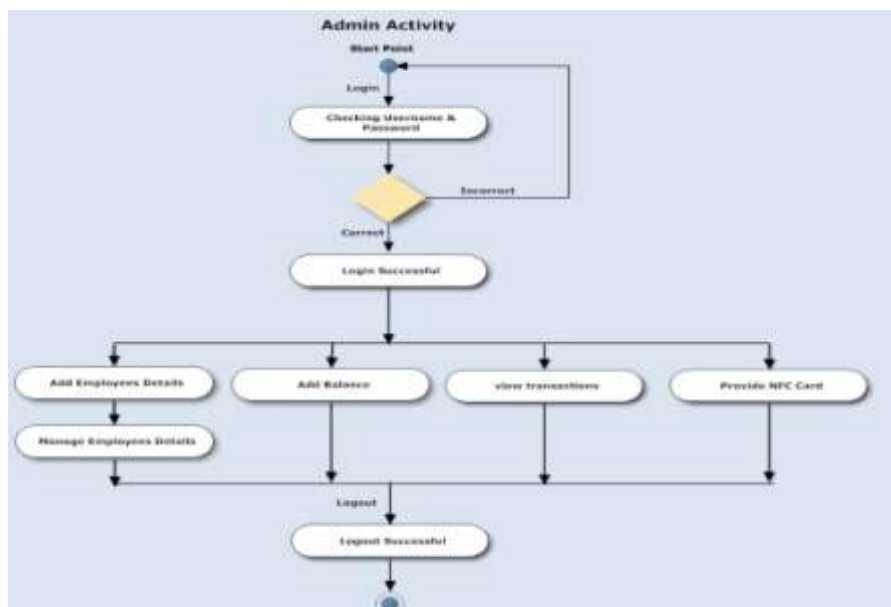 Admin Activity
Start Point
Login
Checking Username &
Password
Incorrect
Correct
Login Successful
Add Employees Details
Add Balance
view transactions
Provide NFC Card
Manage Employees Details
Logout
Logout Successful